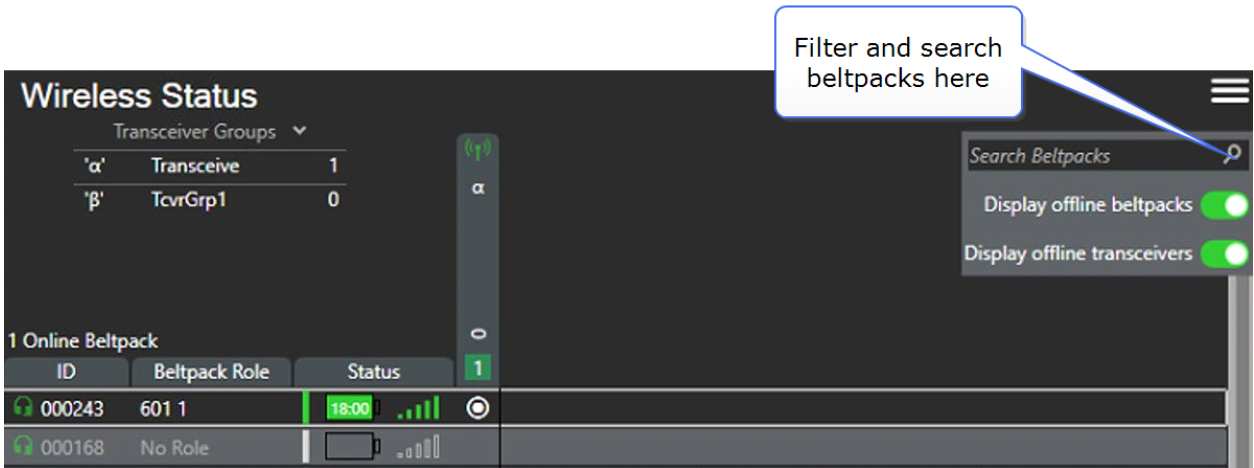 Filter and search
beltpacks here
Wireless Status
Transceiver Groups
'α' Transceive 1
'β' TcvrGrp1 0
α
0
1
Search Beltpacks
Display offline beltpacks
Display offline transceivers
1 Online Beltpack
ID Beltpack Role Status
000243 601 1 18:00
000168 No Role